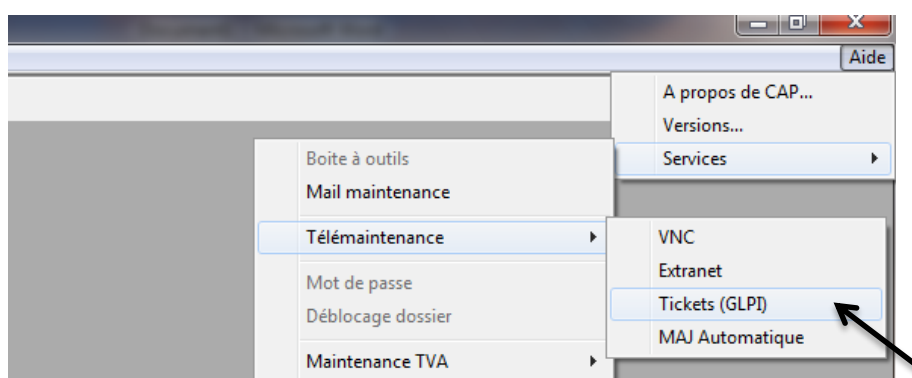 Aide
A propos de CAP...
Versions...
Services
Boite à outils
Mail maintenance
Télémaintenance
Mot de passe
Déblocage dossier
Maintenance TVA
VNC
Extranet
Tickets (GLPI)
MAJ Automatique